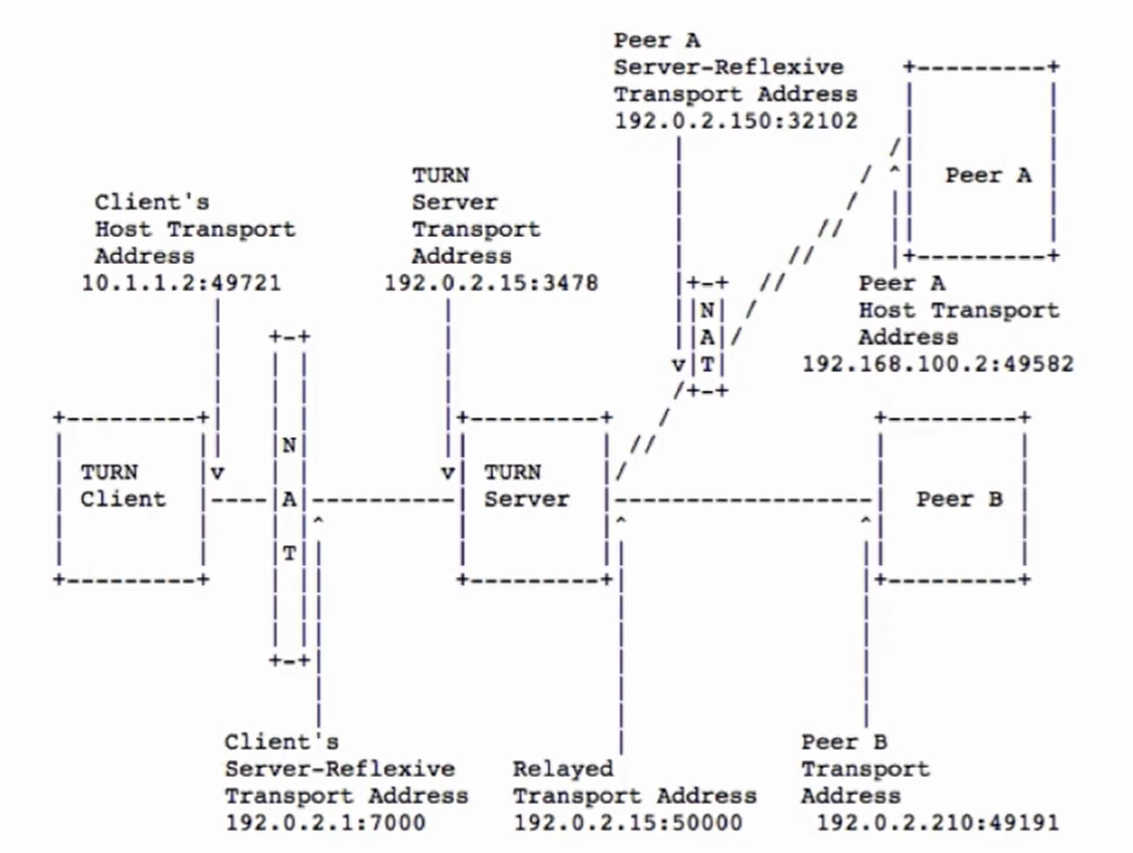 Peer A
Server-Reflexive
Transport Address
192.0.2.150:32102
Peer A
TURN
Server
Transport
Address
192.0.2.15:3478
Client's
Host Transport
Address
10.1.1.2:49721
Peer A
Host Transport
Address
192.168.100.2:49582
N
A
T
TURN
Client
N
A
T
TURN
Server
Peer B
Client's
Server-Reflexive
Transport Address
192.0.2.1:7000
Relayed
Transport Address
192.0.2.15:50000
Peer B
Transport
Address
192.0.2.210:49191